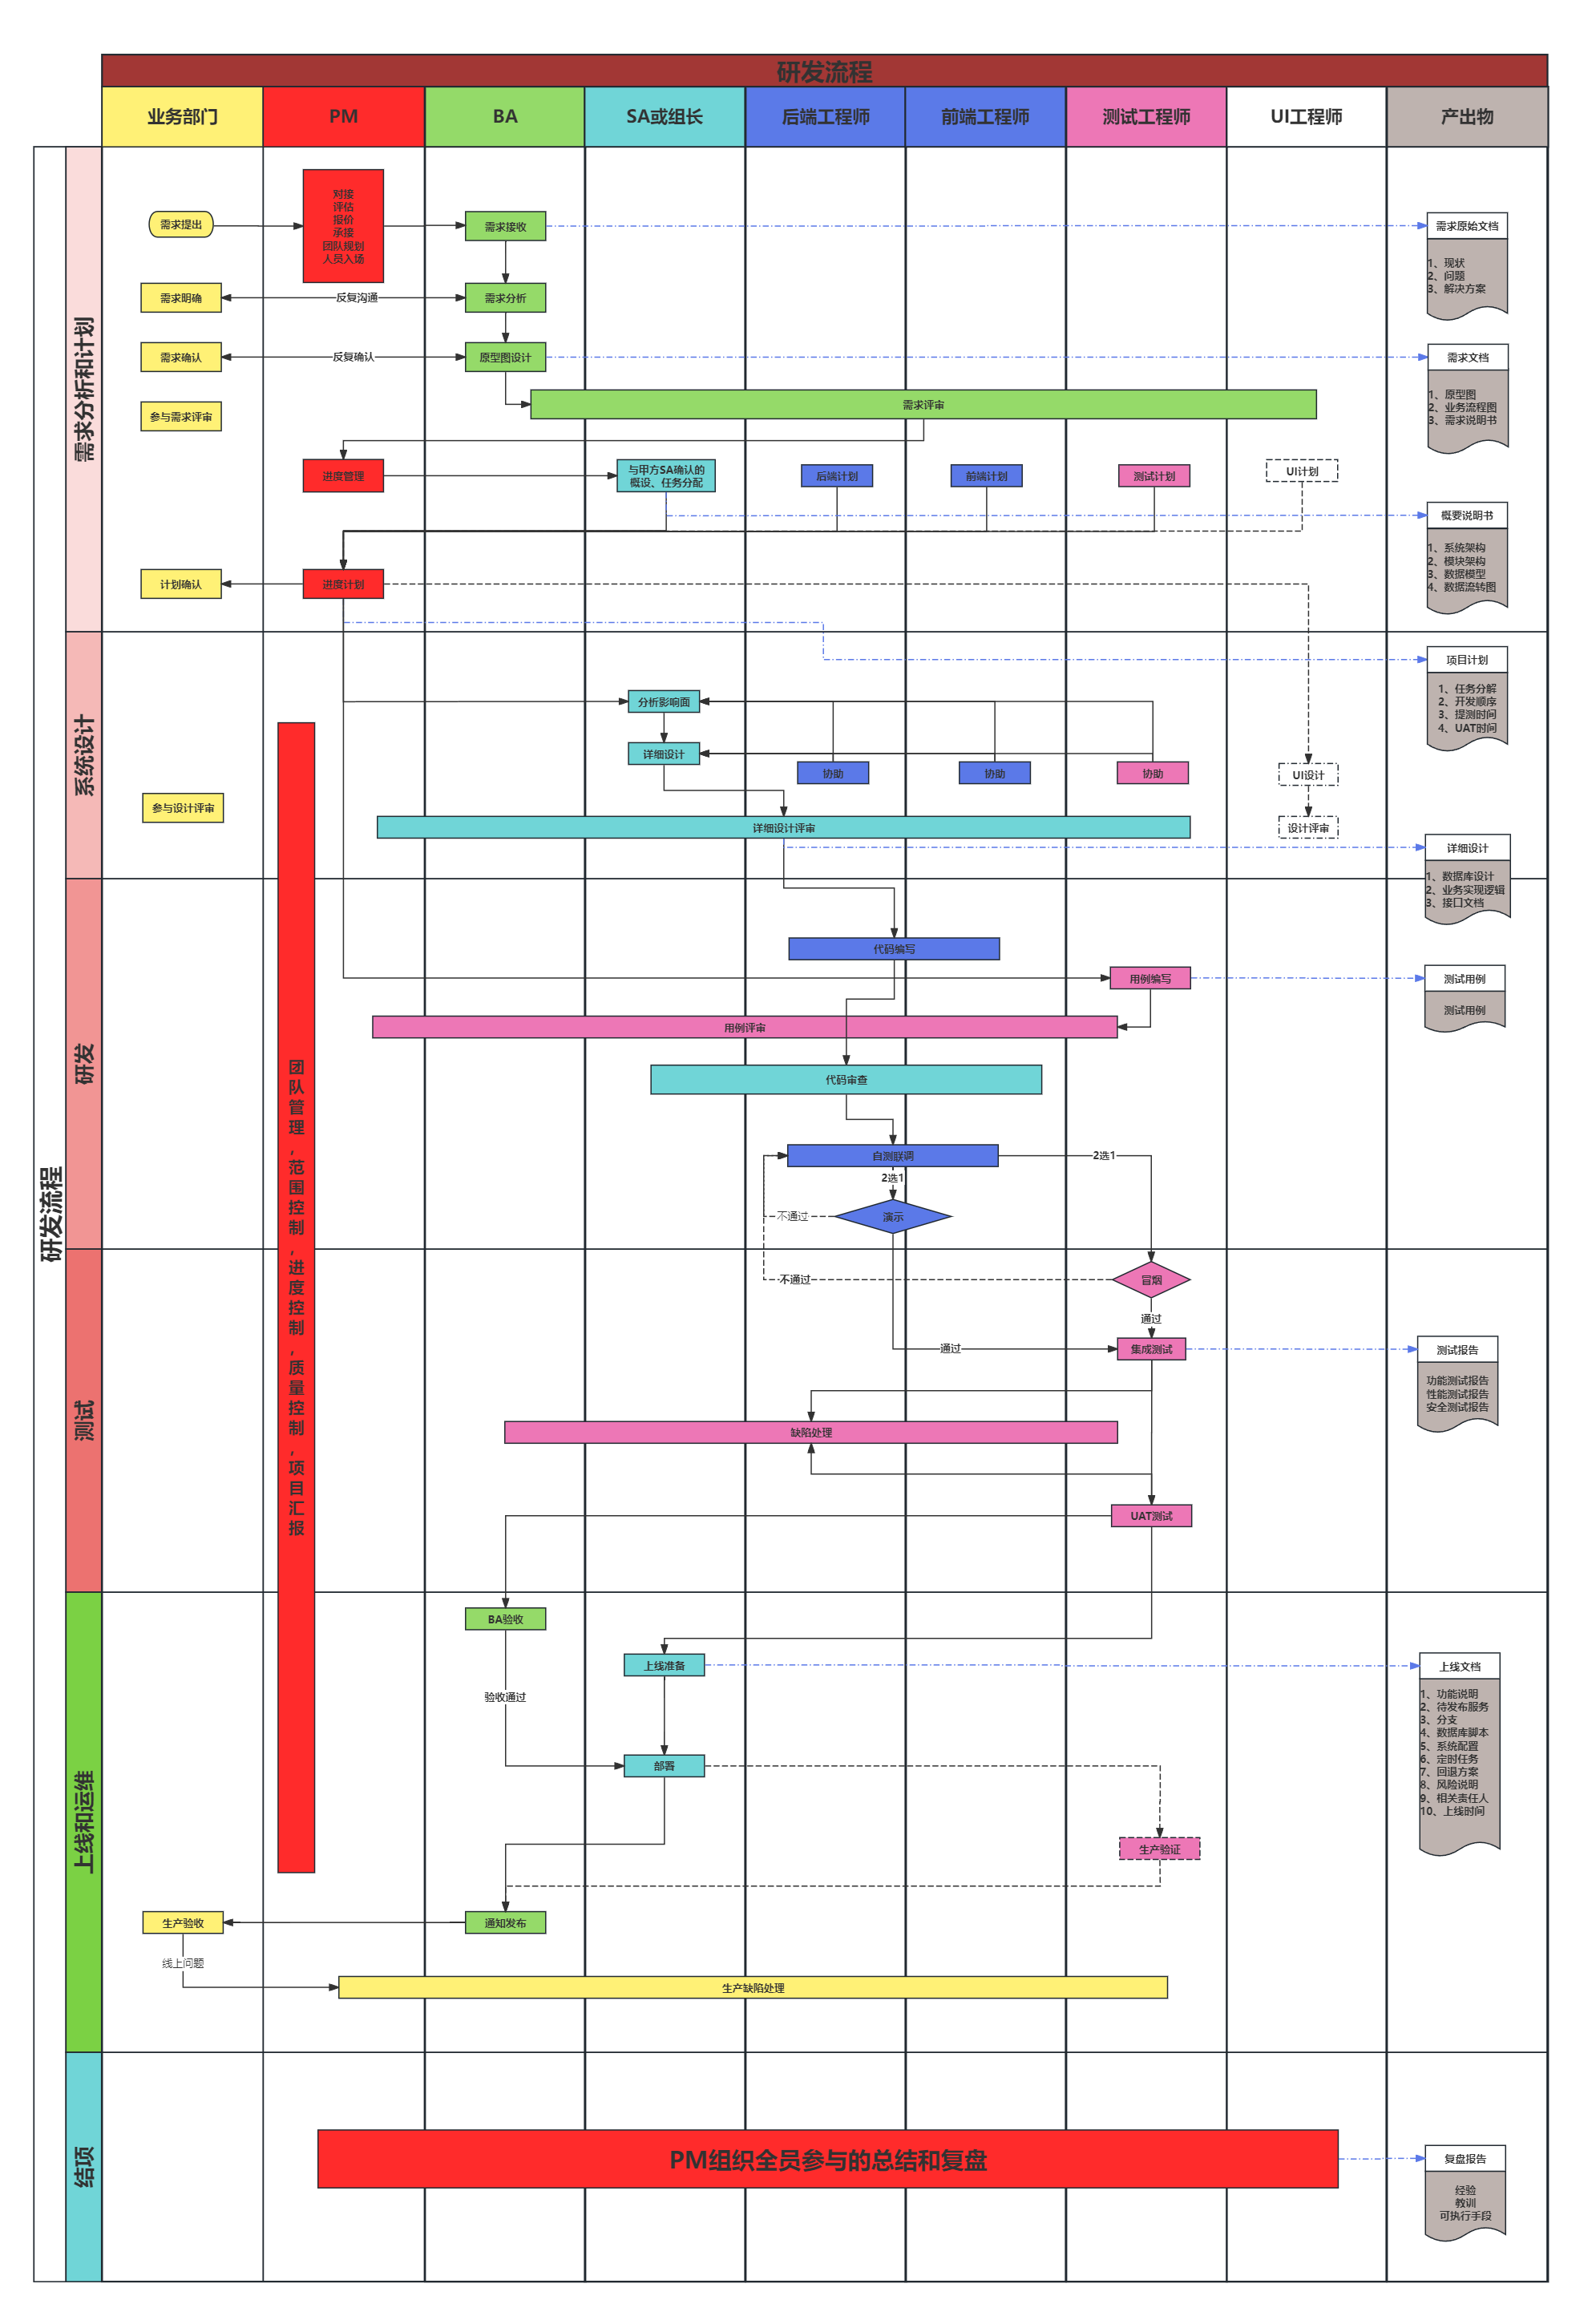 研发流程
业务部门
PM
BA
SA或组长
后端工程师
前端工程师
测试工程师
UI工程师
产出物
研发流程
需求分析和计划
需求提出
对接
评估
报价
承接
团队规划
人员入场
需求接收
需求原始文档
1、现状
2、问题
3、解决方案
需求明确
反复沟通
需求分析
需求确认
反复确认
原型图设计
需求文档
1、原型图
2、业务流程图
3、需求说明书
参与需求评审
需求评审
进度管理
与甲方SA确认的
概设、任务分配
后端计划
前端计划
测试计划
UI计划
概要说明书
1、系统架构
2、模块架构
3、数据模型
4、数据流转图
计划确认
进度计划
系统设计
项目计划
1、任务分解
2、开发顺序
3、提测时间
4、UAT时间
分析影响面
详细设计
协助
协助
协助
UI设计
参与设计评审
详细设计评审
设计评审
详细设计
1、数据库设计
2、业务实现逻辑
3、接口文档
团队管理,范围控制,进度控制,质量控制,项目汇报
研发
代码编写
用例编写
测试用例
测试用例
用例评审
代码审查
自测联调
2选1
2选1
演示
不通过
测试
不通过
冒烟
通过
通过
集成测试
测试报告
功能测试报告
性能测试报告
安全测试报告
缺陷处理
UAT测试
上线和运维
BA验收
上线准备
上线文档
1、功能说明
2、待发布服务
3、分支
4、数据库脚本
5、系统配置
6、定时任务
7、回退方案
8、风险说明
9、相关责任人
10、上线时间
验收通过
部署
生产验证
生产验收
通知发布
线上问题
生产缺陷处理
结项
PM组织全员参与的总结和复盘
复盘报告
经验
教训
可执行手段